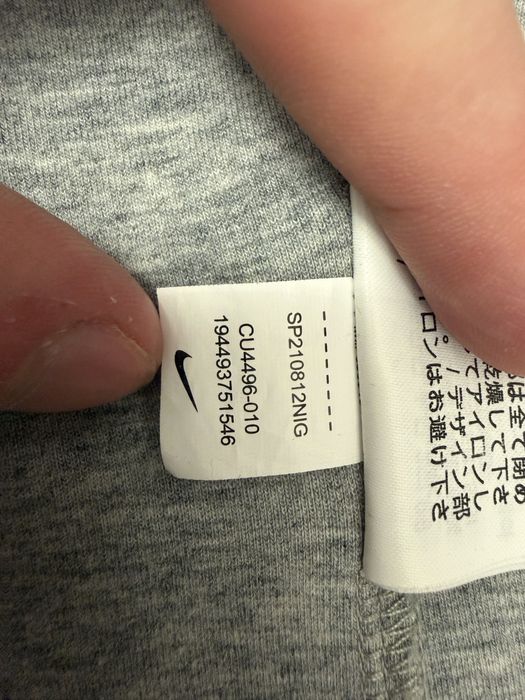 SP210812NIG
CU4496-010
194493751546
は全て閉め
乾燥して下さ
てアイロンし
/デザイン部
ロンはお避け下さ